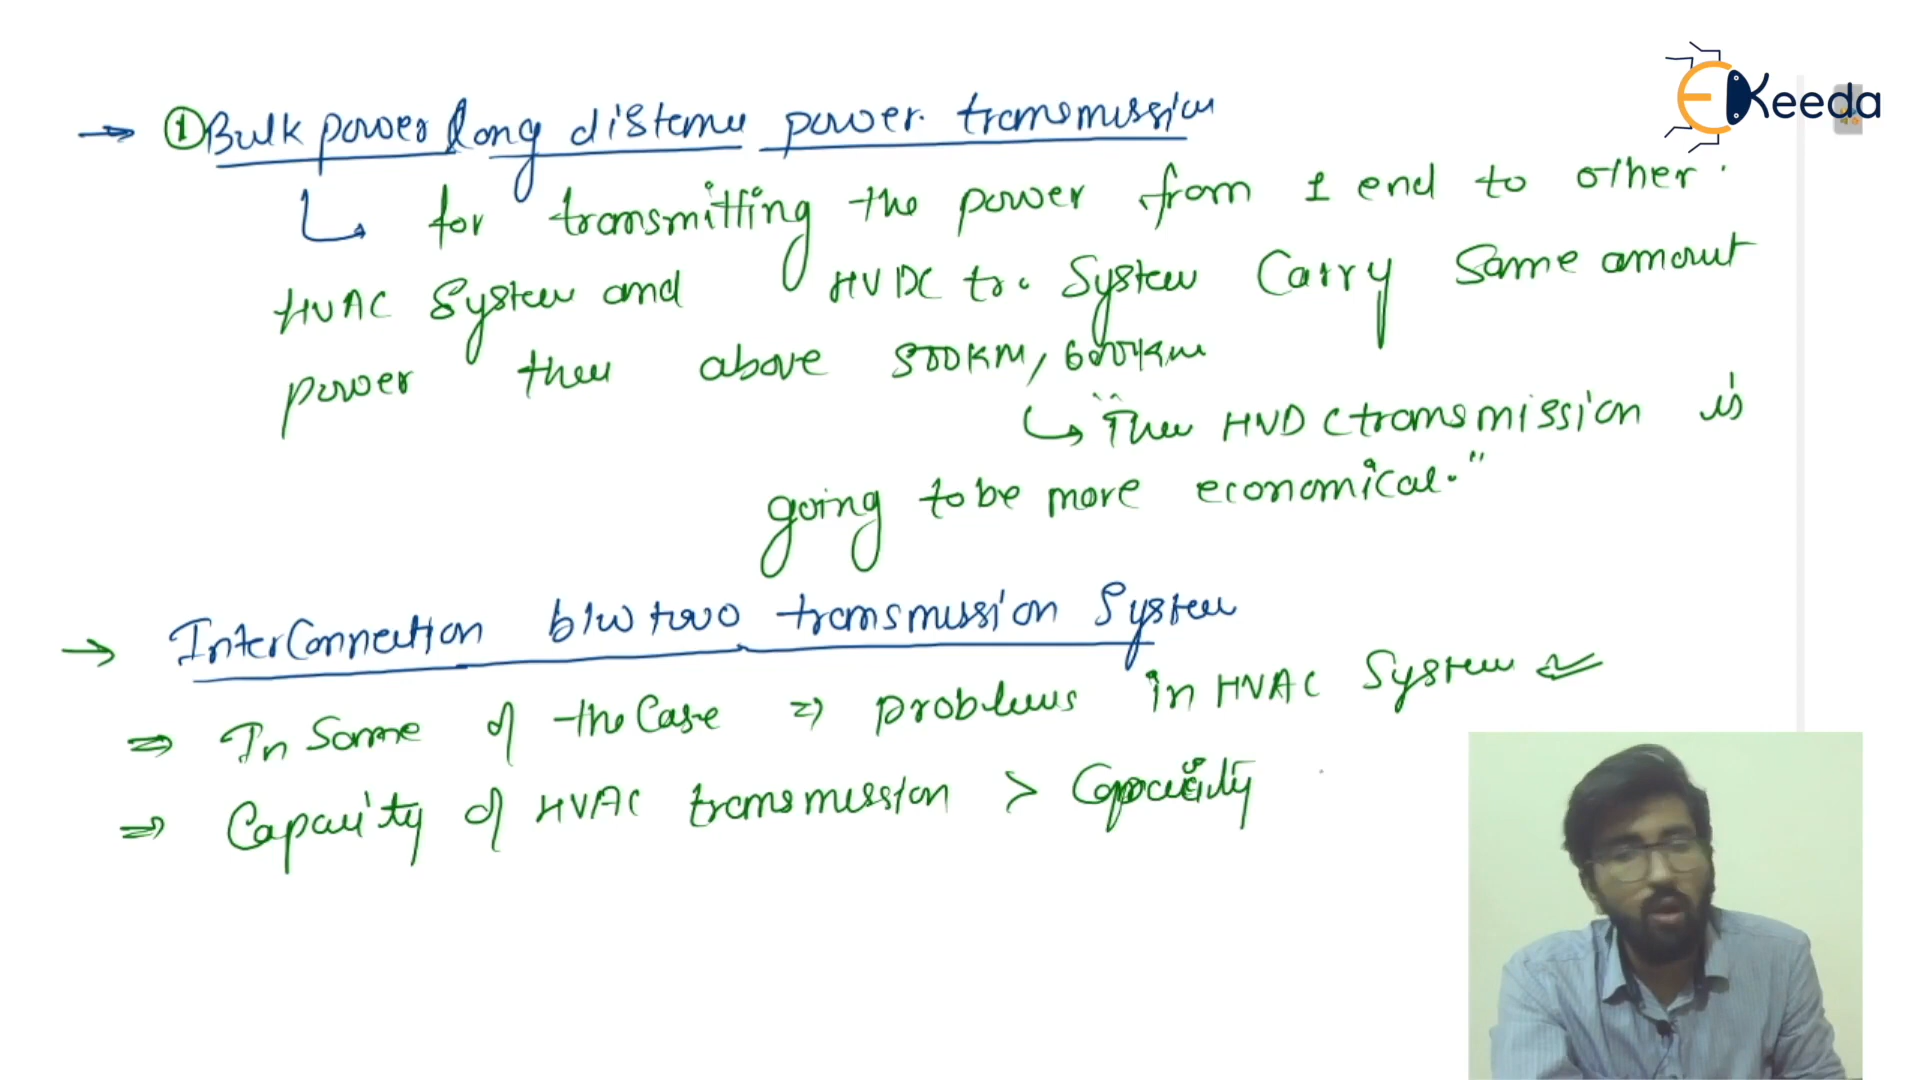 EKeeda
→ ① Bulk power long distance power transmission
↳ for transmitting the power from 1 end to other.
HVAC System and HVDC tr. System Carry Same amount
power then above 500KM, 600KM
↳ "Then HVDC transmission is
going to be more economical."
→ InterConnection b/w two transmission System
⇒ In Some of the Case ⇒ problems in HVAC System
⇒ Capacity of HVAC transmission > Capacity